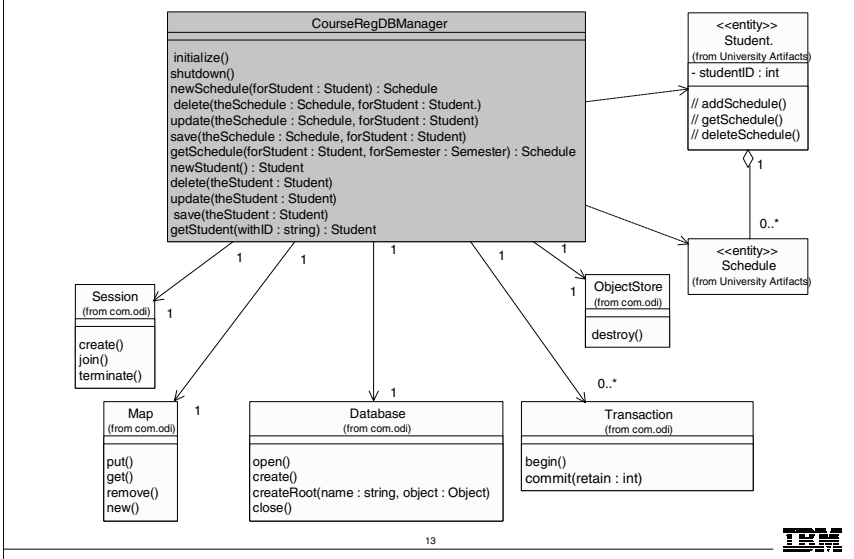 CourseRegDBManager
initialize()
shutdown()
newSchedule(forStudent : Student) : Schedule
delete(theSchedule : Schedule, forStudent : Student.)
update(theSchedule : Schedule, forStudent : Student)
save(theSchedule : Schedule, forStudent : Student)
getSchedule(forStudent : Student, forSemester : Semester) : Schedule
newStudent() : Student
delete(theStudent : Student)
update(theStudent : Student)
save(theStudent : Student)
getStudent(withID : string) : Student
<<entity>>
Student.
(from University Artifacts)
- studentID : int
// addSchedule()
// getSchedule()
// deleteSchedule()
1
0..*
<<entity>>
Schedule
(from University Artifacts)
1
1
1
1
1
Session
(from com.odi)
create()
join()
terminate()
1
ObjectStore
(from com.odi)
destroy()
1
Map
(from com.odi)
put()
get()
remove()
new()
1
Database
(from com.odi)
open()
create()
createRoot(name : string, object : Object)
close()
1
Transaction
(from com.odi)
begin()
commit(retain : int)
0..*
13
IBM